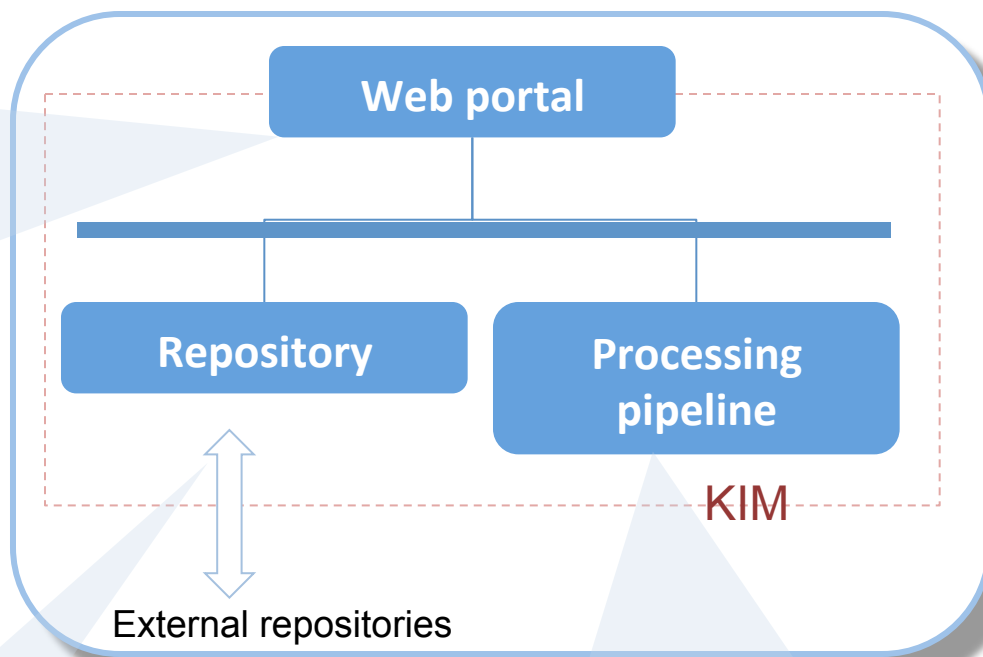 Web portal
Repository
Processing
pipeline
KIM
External repositories